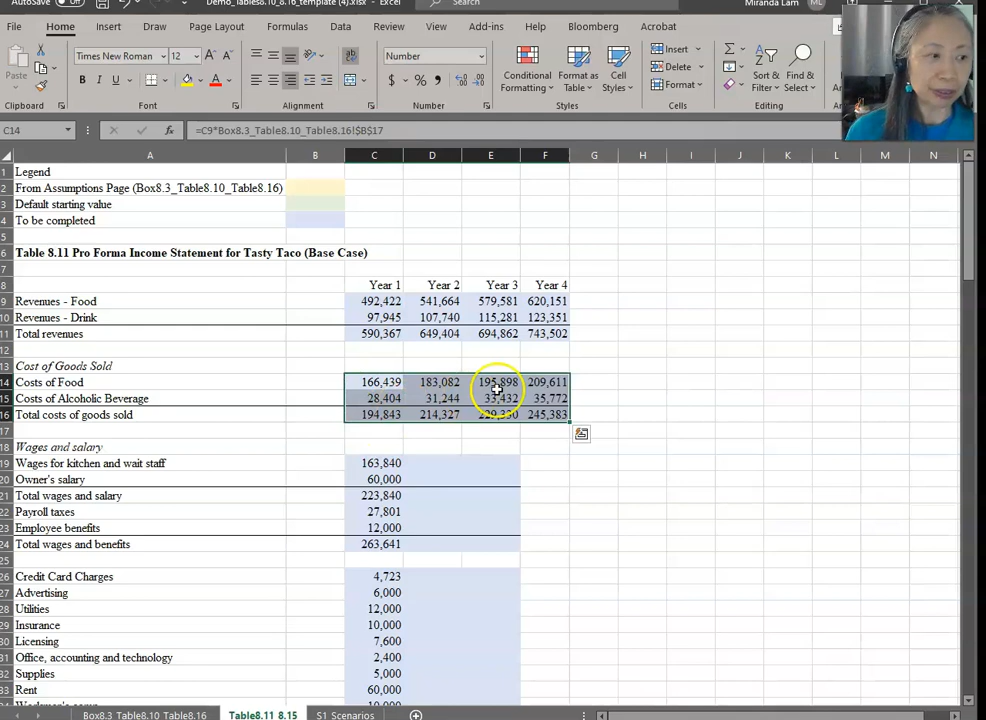 AutoSave Off Demo_Tables8.10_8.16_template (4).xlsx - Excel Search Miranda Lam ML
File Home Insert Draw Page Layout Formulas Data Review View Add-ins Help Bloomberg Acrobat
Times New Roman 12 A A ab Number Insert Σ
Paste B I U A $ % 9 Conditional Format as Cell Delete Sort & Find &
Formatting Table Styles Format Filter Select
Clipboard Font Alignment Number Styles Cells Editing
C14 fx =C9*Box8.3_Table8.10_Table8.16!$B$17
A B C D E F G H I J K L M N
1 Legend
2 From Assumptions Page (Box8.3_Table8.10_Table8.16)
3 Default starting value
4 To be completed
5
6 Table 8.11 Pro Forma Income Statement for Tasty Taco (Base Case)
7
8 Year 1 Year 2 Year 3 Year 4
9 Revenues - Food 492,422 541,664 579,581 620,151
10 Revenues - Drink 97,945 107,740 115,281 123,351
11 Total revenues 590,367 649,404 694,862 743,502
12
13 Cost of Goods Sold
14 Costs of Food 166,439 183,082 195,898 209,611
15 Costs of Alcoholic Beverage 28,404 31,244 33,432 35,772
16 Total costs of goods sold 194,843 214,327 229,330 245,383
17
18 Wages and salary
19 Wages for kitchen and wait staff 163,840
20 Owner's salary 60,000
21 Total wages and salary 223,840
22 Payroll taxes 27,801
23 Employee benefits 12,000
24 Total wages and benefits 263,641
25
26 Credit Card Charges 4,723
27 Advertising 6,000
28 Utilities 12,000
29 Insurance 10,000
30 Licensing 7,600
31 Office, accounting and technology 2,400
32 Supplies 5,000
33 Rent 60,000
Box8.3_Table8.10_Table8.16 Table8.11_8.15 S1 Scenarios